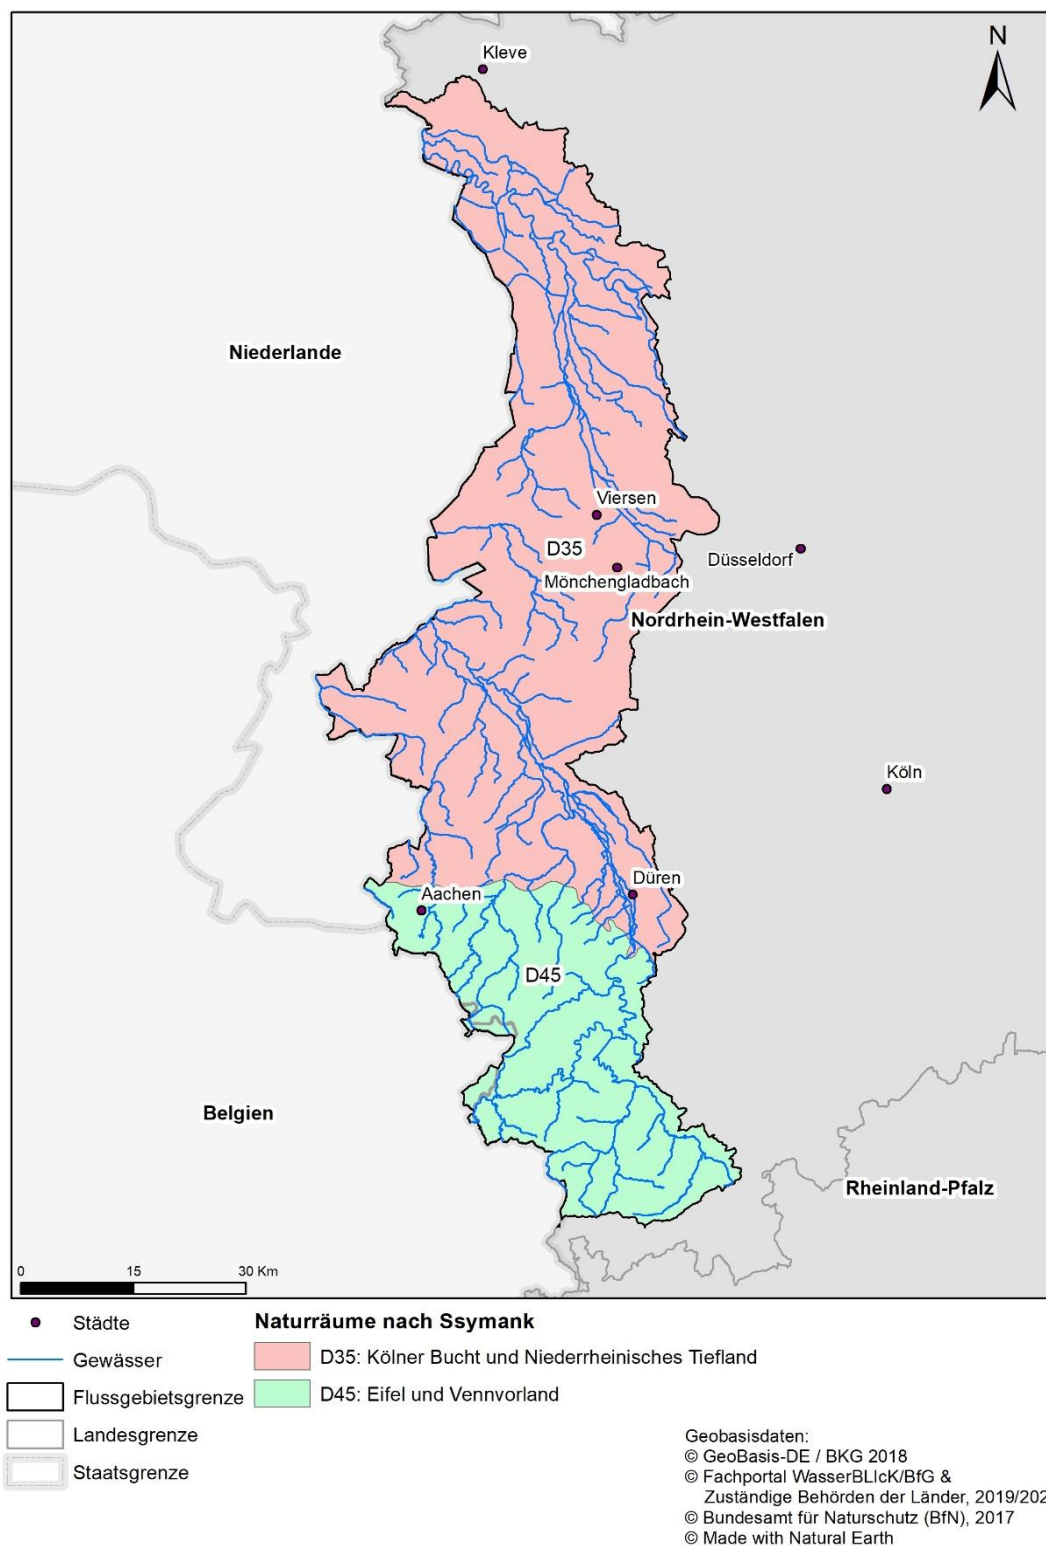 Kleve
N
Niederlande
Viersen
D35
Düsseldorf
Mönchengladbach
Nordrhein-Westfalen
Köln
Düren
Aachen
D45
Belgien
Rheinland-Pfalz
0 15 30 Km
Städte
Gewässer
Flussgebietsgrenze
Landesgrenze
Staatsgrenze
Naturräume nach Ssymank
D35: Kölner Bucht und Niederrheinisches Tiefland
D45: Eifel und Vennvorland
Geobasisdaten:
© GeoBasis-DE / BKG 2018
© Fachportal WasserBLIcK/BfG &
Zuständige Behörden der Länder, 2019/202
© Bundesamt für Naturschutz (BfN), 2017
© Made with Natural Earth